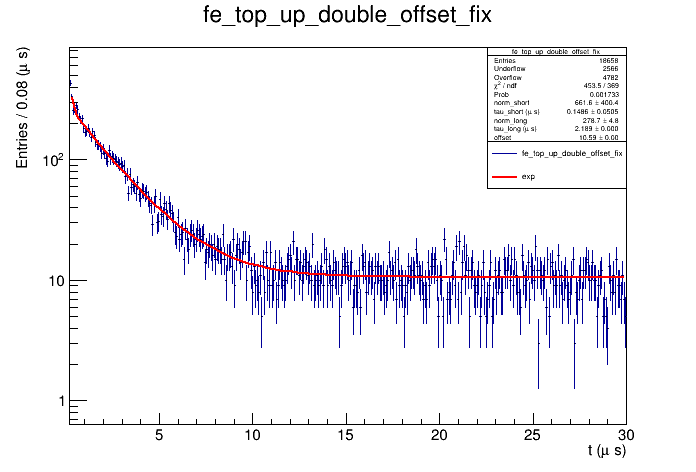 fe_top_up_double_offset_fix
Entries / 0.08 (μ s)
fe_top_up_double_offset_fix
Entries 18658
Underflow 2566
Overflow 4782
χ² / ndf 453.5 / 369
Prob 0.001733
norm_short 661.6 ± 400.4
tau_short (μ s) 0.1486 ± 0.0505
norm_long 278.7 ± 4.8
tau_long (μ s) 2.189 ± 0.000
offset 10.59 ± 0.00
fe_top_up_double_offset_fix
exp
10²
10
1
5 10 15 20 25 30
t (μ s)